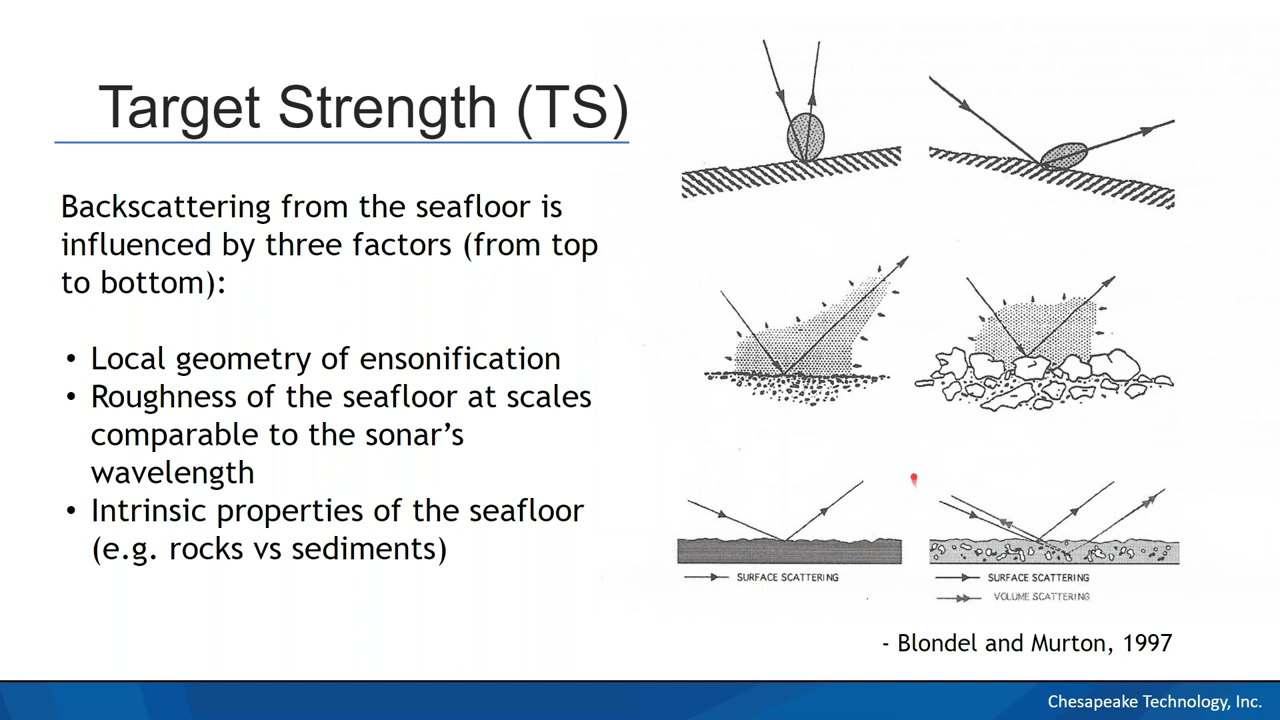 Target Strength (TS)
Backscattering from the seafloor is
influenced by three factors (from top
to bottom):
• Local geometry of ensonification
• Roughness of the seafloor at scales
comparable to the sonar’s
wavelength
• Intrinsic properties of the seafloor
(e.g. rocks vs sediments)
SURFACE SCATTERING
SURFACE SCATTERING
VOLUME SCATTERING
- Blondel and Murton, 1997
Chesapeake Technology, Inc.